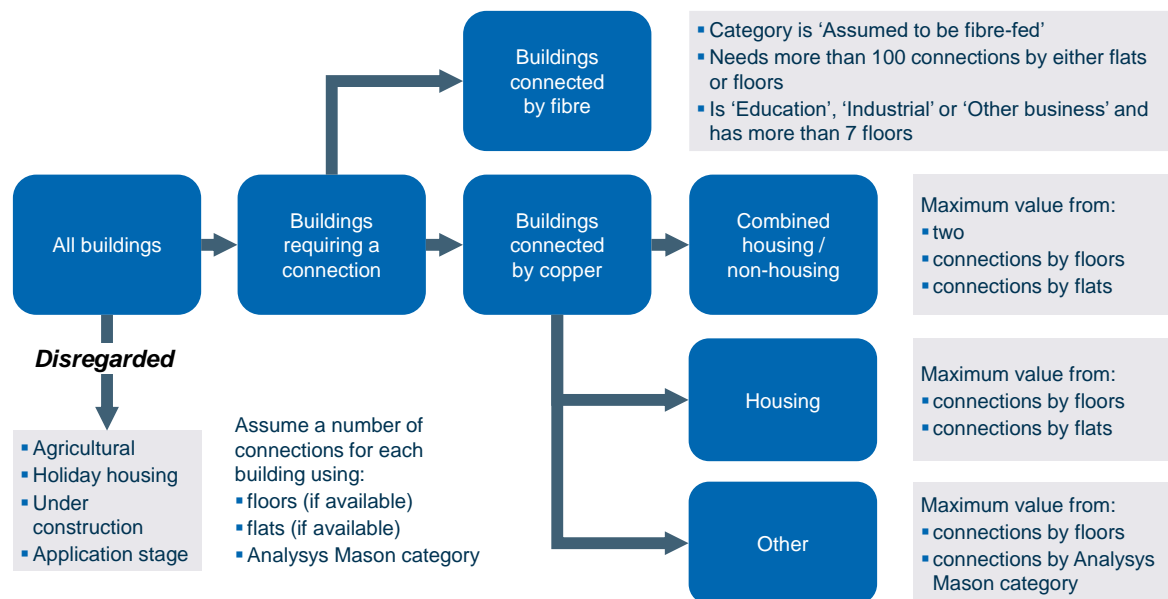 Buildings
connected
by fibre
▪ Category is ‘Assumed to be fibre-fed’
▪ Needs more than 100 connections by either flats
or floors
▪ Is ‘Education’, ‘Industrial’ or ‘Other business’ and
has more than 7 floors
All buildings
Buildings
requiring a
connection
Buildings
connected
by copper
Combined
housing /
non-housing
Maximum value from:
▪ two
▪ connections by floors
▪ connections by flats
Disregarded
▪ Agricultural
▪ Holiday housing
▪ Under
construction
▪ Application stage
Assume a number of
connections for each
building using:
▪ floors (if available)
▪ flats (if available)
▪ Analysys Mason category
Housing
Maximum value from:
▪ connections by floors
▪ connections by flats
Other
Maximum value from:
▪ connections by floors
▪ connections by Analysys
Mason category